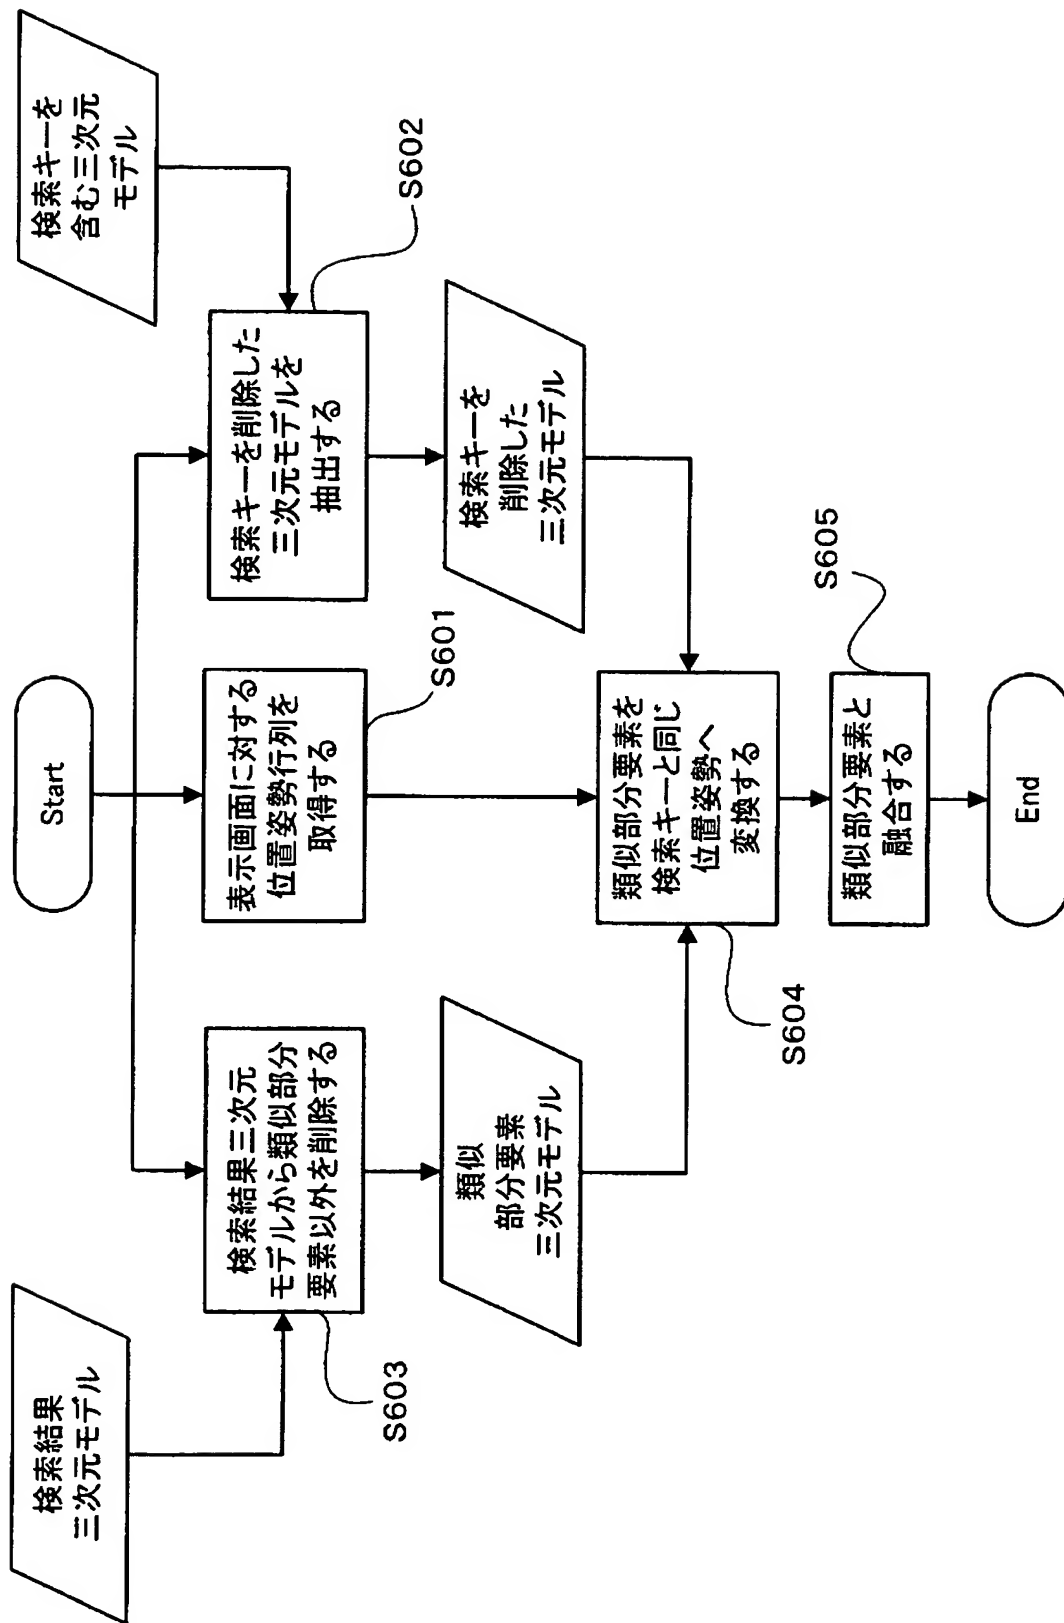 Start
検索結果
三次元モデル
検索キーを
含む三次元
モデル
検索結果三次元
モデルから類似部分
要素以外を削除する
S603
表示画面に対する
位置姿勢行列を
取得する
S601
検索キーを削除した
三次元モデルを
抽出する
S602
類似
部分要素
三次元モデル
検索キーを
削除した
三次元モデル
類似部分要素を
検索キーと同じ
位置姿勢へ
変換する
S604
類似部分要素と
融合する
S605
End